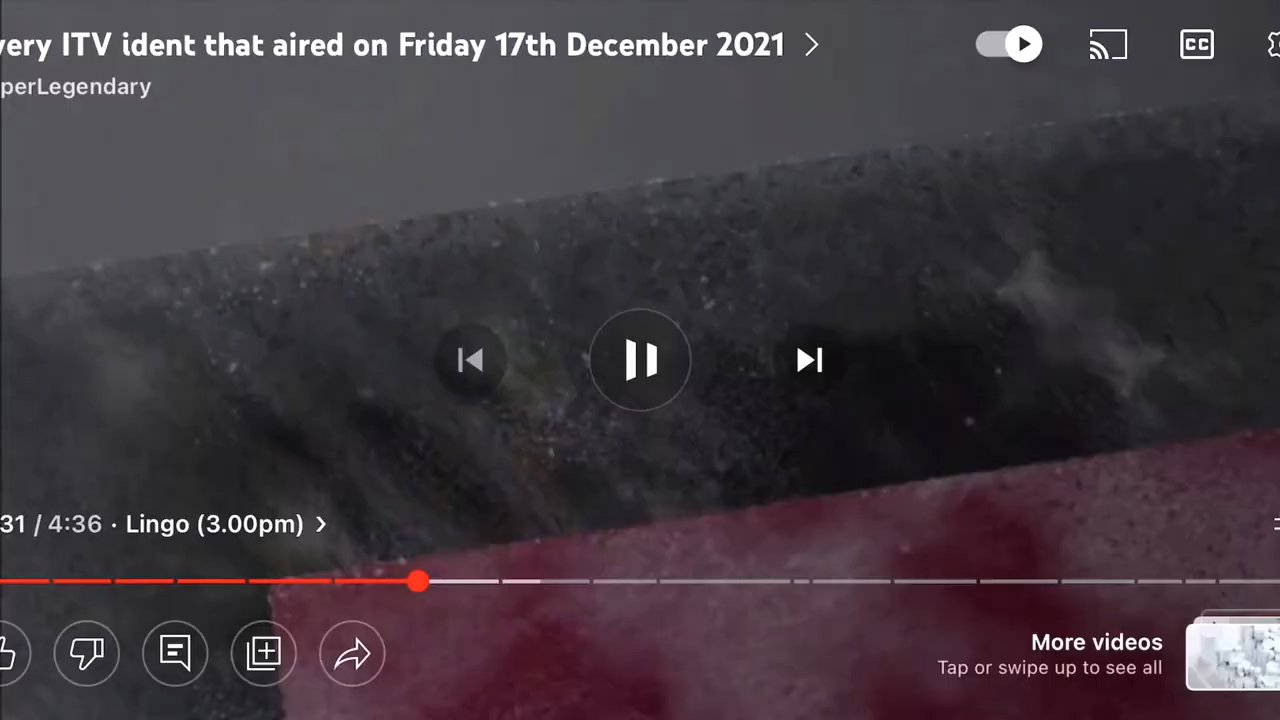 very ITV ident that aired on Friday 17th December 2021
perLegendary
CC
31 / 4:36 · Lingo (3.00pm)
More videos
Tap or swipe up to see all